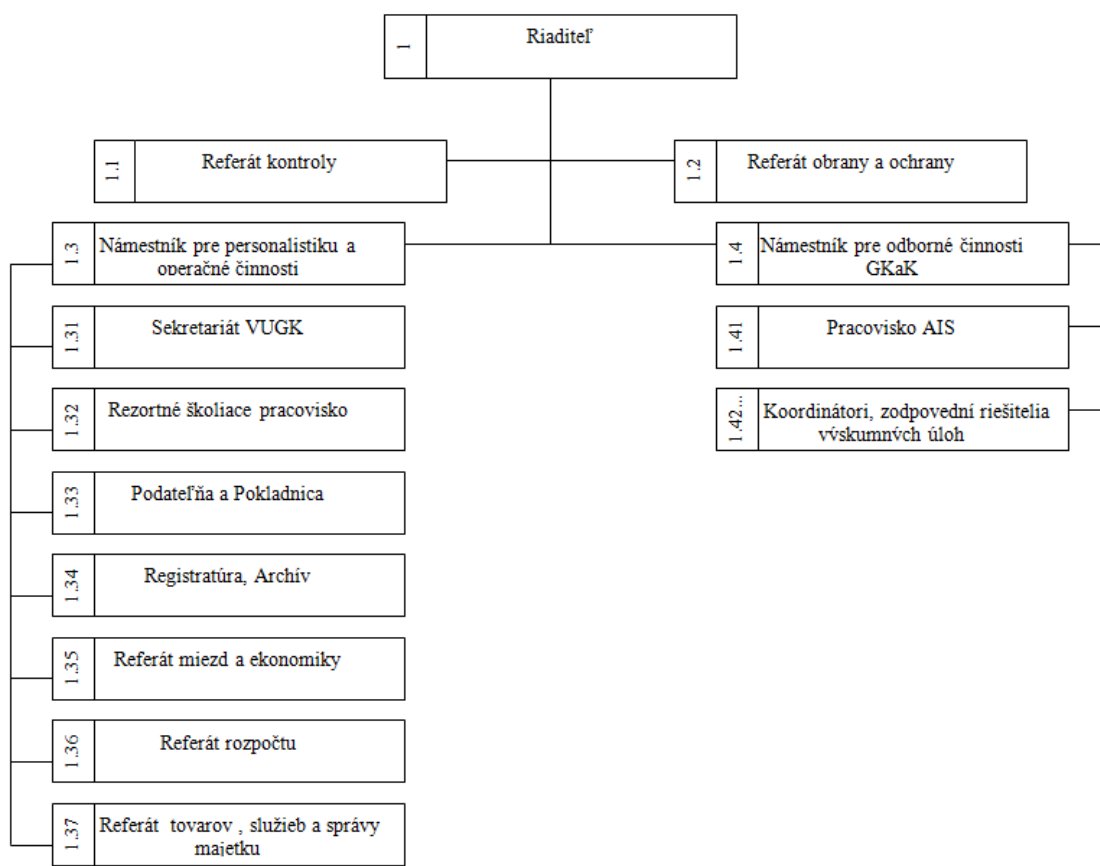 1
Riaditeľ
1.1
Referát kontroly
1.2
Referát obrany a ochrany
1.3
Námestník pre personalistiku a
operačné činnosti
1.4
Námestník pre odborné činnosti
GKaK
1.31
Sekretariát VUGK
1.41
Pracovisko AIS
1.32
Rezortné školiace pracovisko
1.42...
Koordinátori, zodpovední riešitelia
výskumných úloh
1.33
Podateľňa a Pokladnica
1.34
Registratúra, Archív
1.35
Referát miezd a ekonomiky
1.36
Referát rozpočtu
1.37
Referát tovarov , služieb a správy
majetku